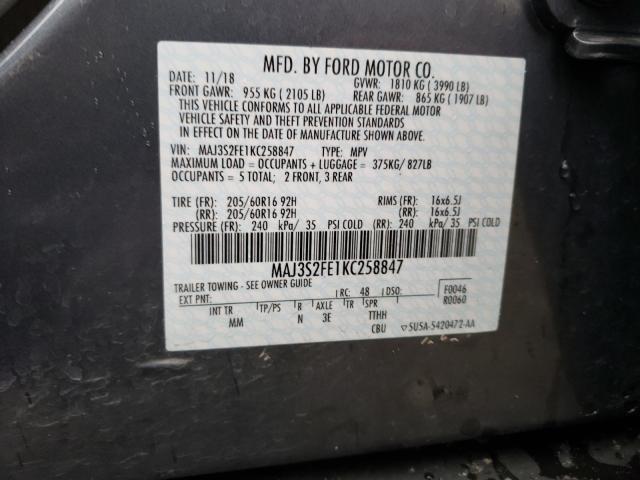 MFD. BY FORD MOTOR CO.
DATE: 11/18 GVWR: 1810 KG ( 3990 LB)
FRONT GAWR: 955 KG ( 2105 LB) REAR GAWR: 865 KG ( 1907 LB)
THIS VEHICLE CONFORMS TO ALL APPLICABLE FEDERAL MOTOR
VEHICLE SAFETY AND THEFT PREVENTION STANDARDS
IN EFFECT ON THE DATE OF MANUFACTURE SHOWN ABOVE.
VIN: MAJ3S2FE1KC258847 TYPE: MPV
MAXIMUM LOAD = OCCUPANTS + LUGGAGE = 375KG/ 827LB
OCCUPANTS = 5 TOTAL; 2 FRONT, 3 REAR
TIRE (FR): 205/60R16 92H RIMS (FR): 16x6.5J
(RR): 205/60R16 92H (RR): 16x6.5J
PRESSURE (FR): 240 kPa/ 35 PSI COLD (RR): 240 kPa/ 35 PSI COLD
MAJ3S2FE1KC258847
TRAILER TOWING - SEE OWNER GUIDE
EXT PNT: RC: 48 DSO: F0046
R0060
INT TR TP/PS R AXLE TR SPR
MM N 3E TTHH
CBU SU5A-5420472-AA